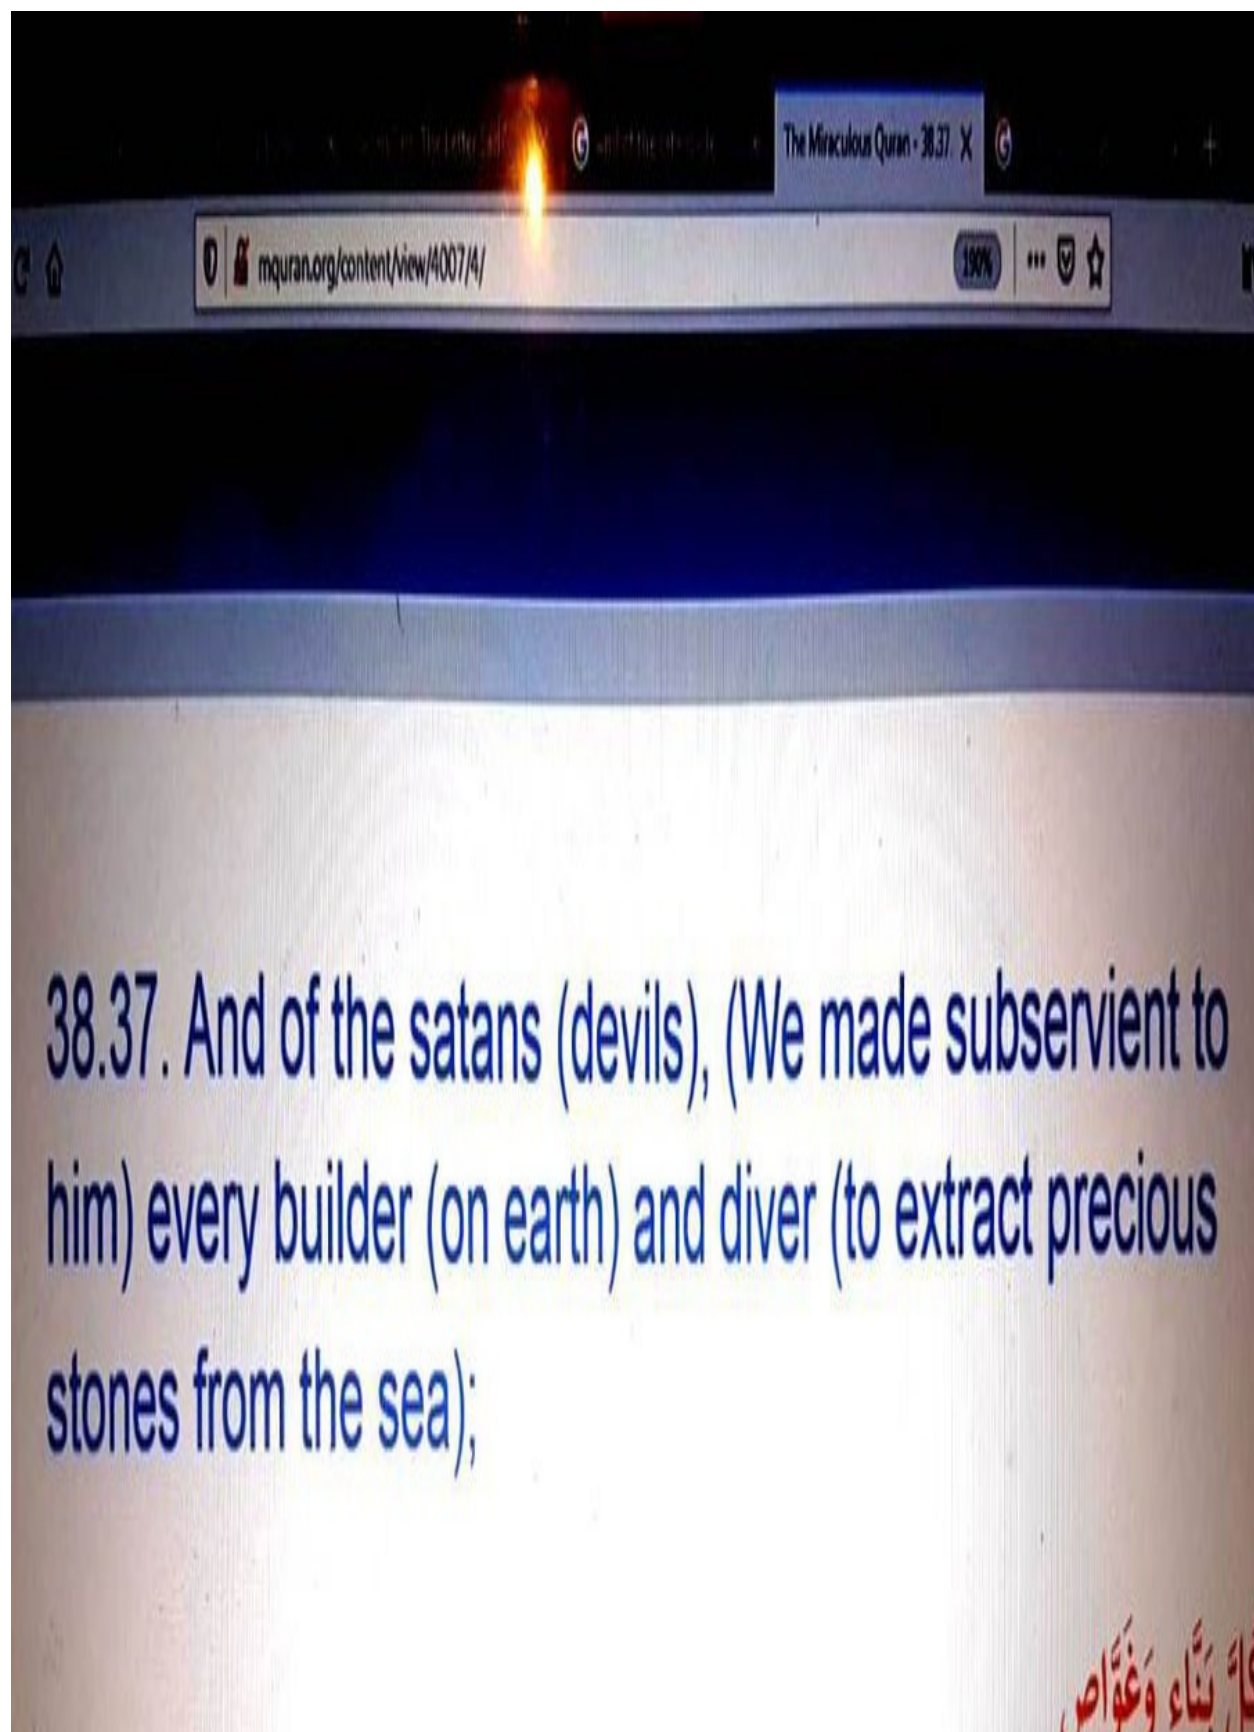 The Miraculous Quran - 38.37.
mquran.org/content/view/4007/4/
190%
38.37. And of the satans (devils), (We made subservient to
him) every builder (on earth) and diver (to extract precious
stones from the sea);
بَنَّاء وَغَوَّاص